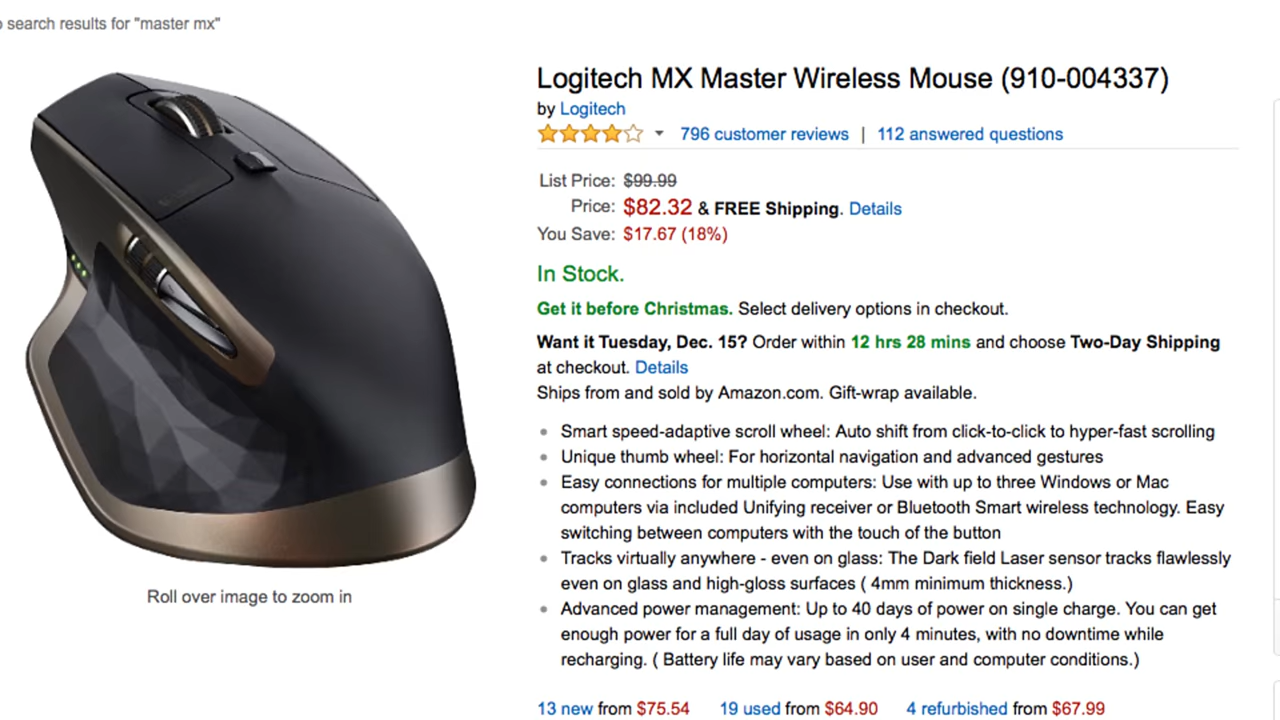 search results for "master mx"
Logitech MX Master Wireless Mouse (910-004337)
by Logitech
796 customer reviews | 112 answered questions
List Price: $99.99
Price: $82.32 & FREE Shipping. Details
You Save: $17.67 (18%)
In Stock.
Get it before Christmas. Select delivery options in checkout.
Want it Tuesday, Dec. 15? Order within 12 hrs 28 mins and choose Two-Day Shipping
at checkout. Details
Ships from and sold by Amazon.com. Gift-wrap available.
Smart speed-adaptive scroll wheel: Auto shift from click-to-click to hyper-fast scrolling
Unique thumb wheel: For horizontal navigation and advanced gestures
Easy connections for multiple computers: Use with up to three Windows or Mac
computers via included Unifying receiver or Bluetooth Smart wireless technology. Easy
switching between computers with the touch of the button
Tracks virtually anywhere - even on glass: The Dark field Laser sensor tracks flawlessly
even on glass and high-gloss surfaces ( 4mm minimum thickness.)
Advanced power management: Up to 40 days of power on single charge. You can get
enough power for a full day of usage in only 4 minutes, with no downtime while
recharging. ( Battery life may vary based on user and computer conditions.)
Roll over image to zoom in
13 new from $75.54 19 used from $64.90 4 refurbished from $67.99